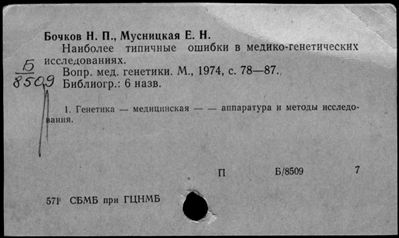 Бочков Н. П., Мусницкая Е. Н.
Наиболее типичные ошибки в медико-генетических
исследованиях.
Б
8509
Вопр. мед. генетики. М., 1974, с. 78—87.
Библиогр.: 6 назв.
1. Генетика — медицинская — — аппаратура и методы исследо-
вания.
П Б/8509 7
571 СБМБ при ГЦНМБ